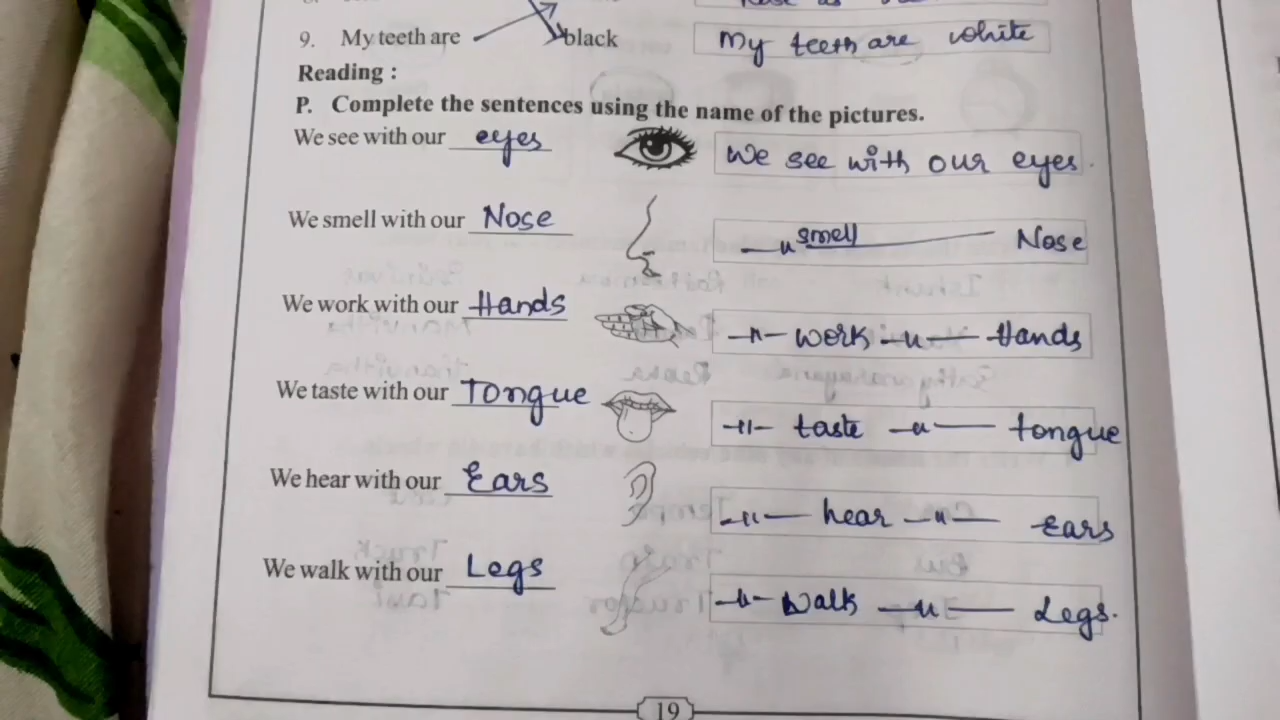 9. My teeth are black My teeth are white
Reading :
P. Complete the sentences using the name of the pictures.
We see with our eyes We see with our eyes.
We smell with our Nose —"smell——— Nose
We work with our Hands —"— work —"— Hands
We taste with our Tongue —"— taste —"— tongue
We hear with our Ears —"— hear —"— Ears
We walk with our Legs —"— Walk —"— Legs.
19